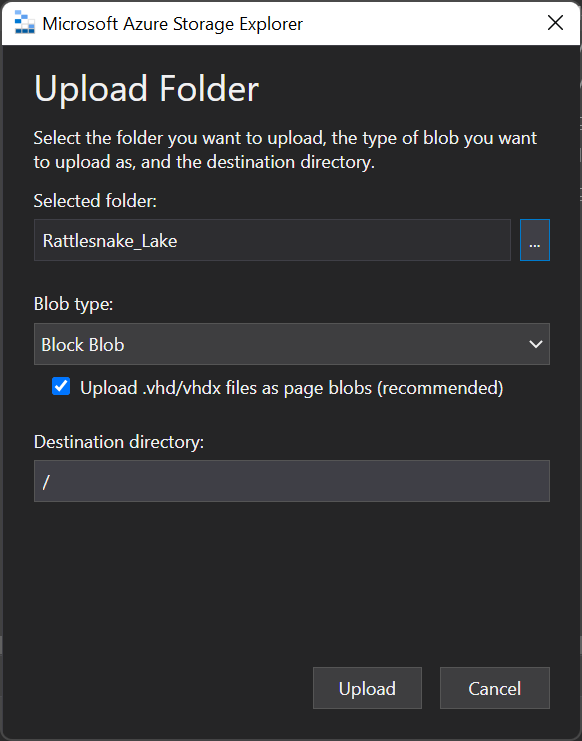 Microsoft Azure Storage Explorer
Upload Folder
Select the folder you want to upload, the type of blob you want
to upload as, and the destination directory.
Selected folder:
Rattlesnake_Lake
...
Blob type:
Block Blob
Upload .vhd/vhdx files as page blobs (recommended)
Destination directory:
/
Upload
Cancel